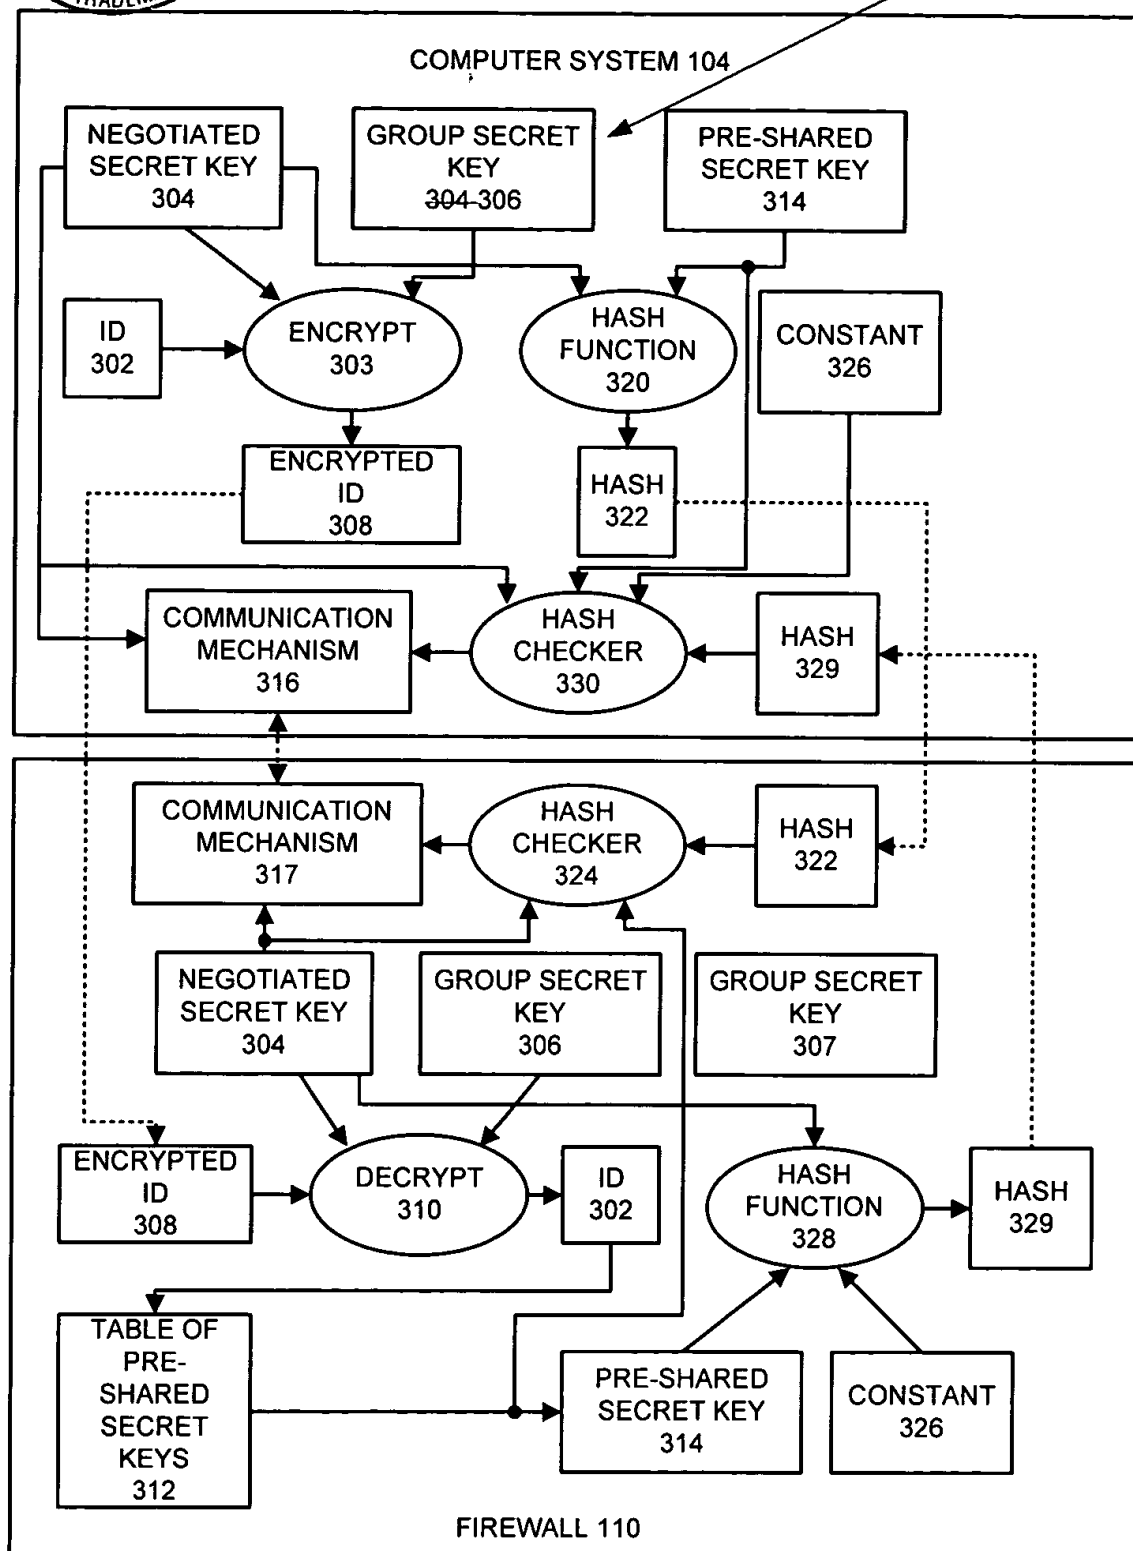 TRADEM
COMPUTER SYSTEM 104
NEGOTIATED
SECRET KEY
304
GROUP SECRET
KEY
304 306
PRE-SHARED
SECRET KEY
314
ID
302
ENCRYPT
303
HASH
FUNCTION
320
CONSTANT
326
ENCRYPTED
ID
308
HASH
322
COMMUNICATION
MECHANISM
316
HASH
CHECKER
330
HASH
329
COMMUNICATION
MECHANISM
317
HASH
CHECKER
324
HASH
322
NEGOTIATED
SECRET KEY
304
GROUP SECRET
KEY
306
GROUP SECRET
KEY
307
ENCRYPTED
ID
308
DECRYPT
310
ID
302
HASH
FUNCTION
328
HASH
329
TABLE OF
PRE-
SHARED
SECRET
KEYS
312
PRE-SHARED
SECRET KEY
314
CONSTANT
326
FIREWALL 110